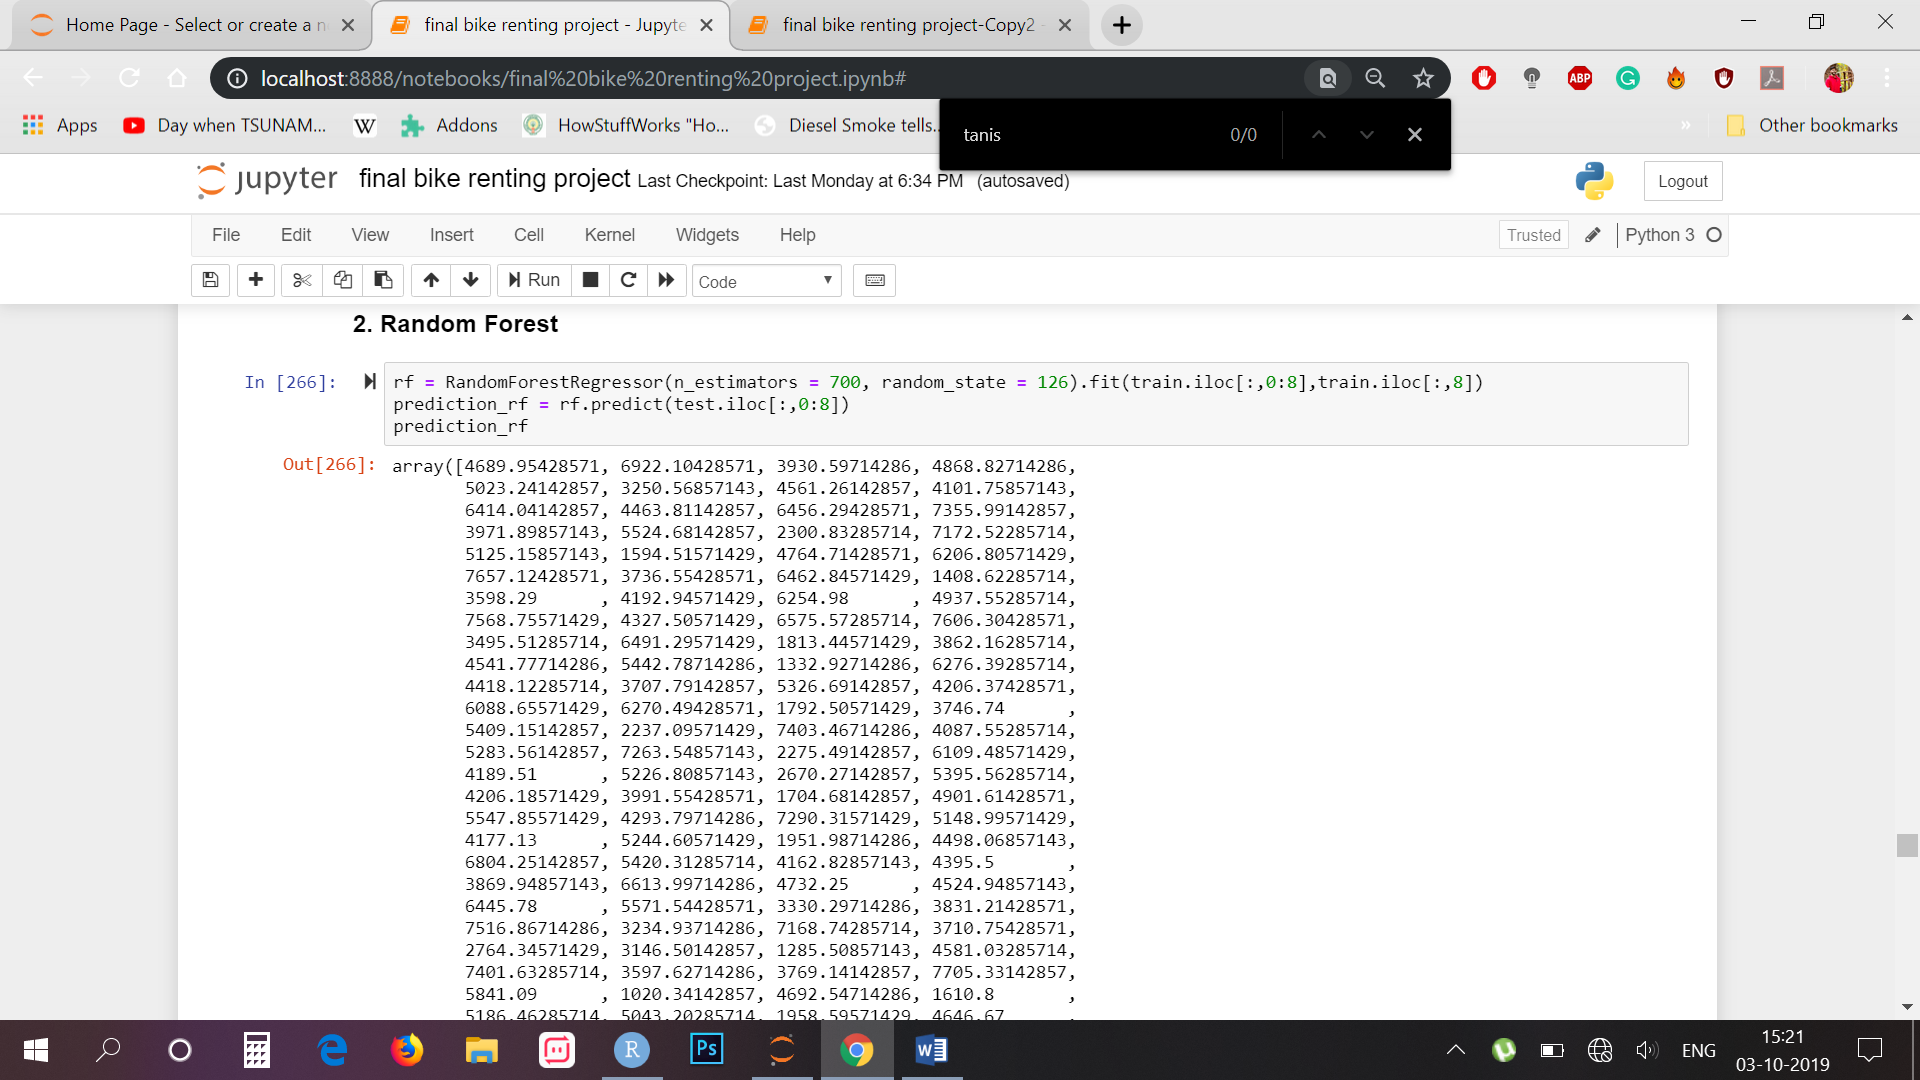 Home Page - Select or create a n
final bike renting project - Jupyte
final bike renting project-Copy2 -
localhost:8888/notebooks/final%20bike%20renting%20project.ipynb#
ABP
Apps
Day when TSUNAM...
W
Addons
HowStuffWorks "Ho...
Diesel Smoke tells...
»
Other bookmarks
tanis
0/0
jupyter
final bike renting project Last Checkpoint: Last Monday at 6:34 PM (autosaved)
Logout
File Edit View Insert Cell Kernel Widgets Help
Trusted
Python 3
Run
Code
2. Random Forest
In [266]:
rf = RandomForestRegressor(n_estimators = 700, random_state = 126).fit(train.iloc[:,0:8],train.iloc[:,8])
prediction_rf = rf.predict(test.iloc[:,0:8])
prediction_rf
Out[266]: array([4689.95428571, 6922.10428571, 3930.59714286, 4868.82714286,
5023.24142857, 3250.56857143, 4561.26142857, 4101.75857143,
6414.04142857, 4463.81142857, 6456.29428571, 7355.99142857,
3971.89857143, 5524.68142857, 2300.83285714, 7172.52285714,
5125.15857143, 1594.51571429, 4764.71428571, 6206.80571429,
7657.12428571, 3736.55428571, 6462.84571429, 1408.62285714,
3598.29      , 4192.94571429, 6254.98      , 4937.55285714,
7568.75571429, 4327.50571429, 6575.57285714, 7606.30428571,
3495.51285714, 6491.29571429, 1813.44571429, 3862.16285714,
4541.77714286, 5442.78714286, 1332.92714286, 6276.39285714,
4418.12285714, 3707.79142857, 5326.69142857, 4206.37428571,
6088.65571429, 6270.49428571, 1792.50571429, 3746.74      ,
5409.15142857, 2237.09571429, 7403.46714286, 4087.55285714,
5283.56142857, 7263.54857143, 2275.49142857, 6109.48571429,
4189.51      , 5226.80857143, 2670.27142857, 5395.56285714,
4206.18571429, 3991.55428571, 1704.68142857, 4901.61428571,
5547.85571429, 4293.79714286, 7290.31571429, 5148.99571429,
4177.13      , 5244.60571429, 1951.98714286, 4498.06857143,
6804.25142857, 5420.31285714, 4162.82857143, 4395.5       ,
3869.94857143, 6613.99714286, 4732.25      , 4524.94857143,
6445.78      , 5571.54428571, 3330.29714286, 3831.21428571,
7516.86714286, 3234.93714286, 7168.74285714, 3710.75428571,
2764.34571429, 3146.50142857, 1285.50857143, 4581.03285714,
7401.63285714, 3597.62714286, 3769.14142857, 7705.33142857,
5841.09      , 1020.34142857, 4692.54714286, 1610.8       ,
5186.46285714, 5043.20285714, 1958.59571429, 4646.67      ,
R
Ps
ENG
15:21
03-10-2019